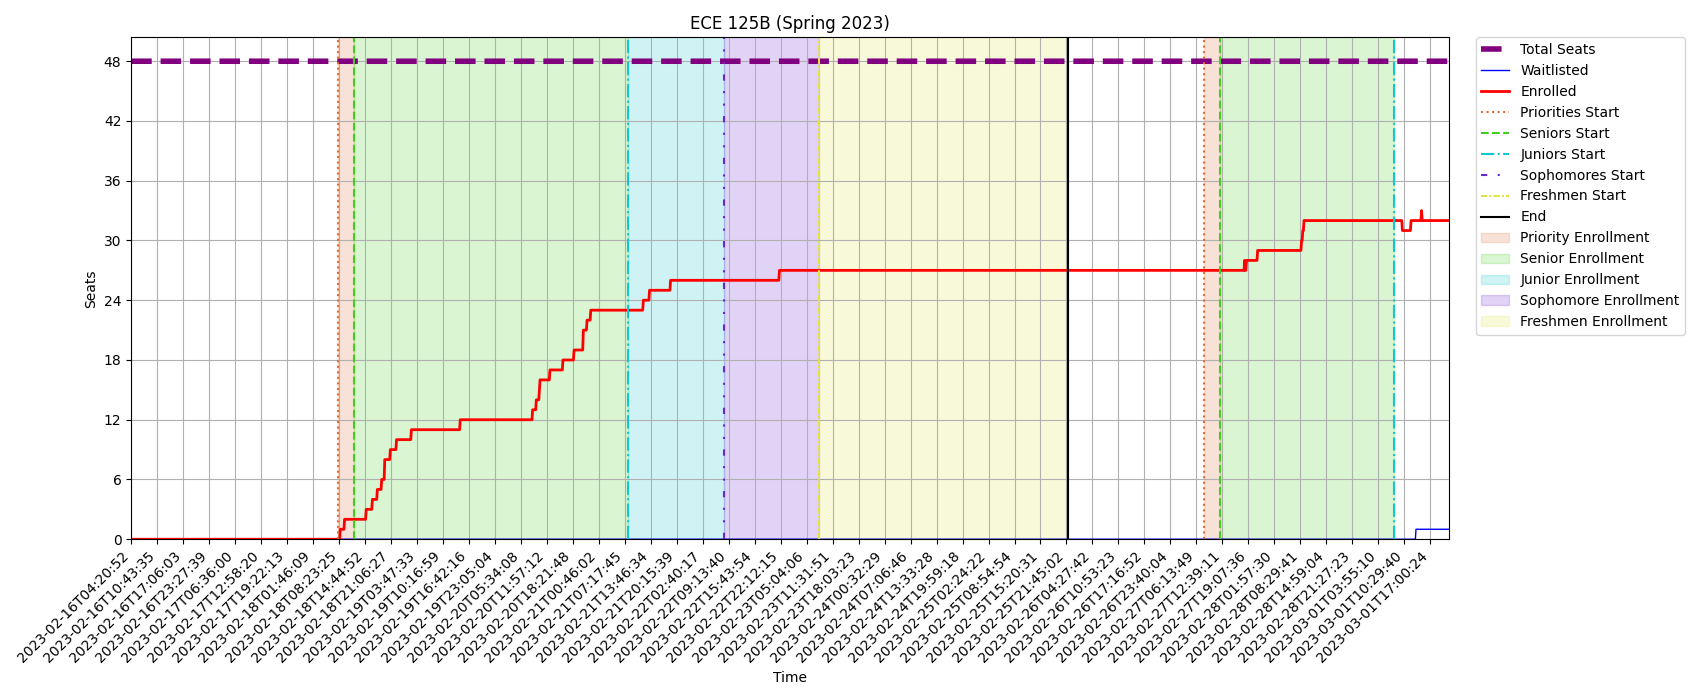 ECE 125B (Spring 2023)
Total Seats
Waitlisted
Enrolled
Priorities Start
Seniors Start
Juniors Start
Sophomores Start
Freshmen Start
End
Priority Enrollment
Senior Enrollment
Junior Enrollment
Sophomore Enrollment
Freshmen Enrollment
Seats
48
42
36
30
24
18
12
6
0
2023-02-16T04:20:52
2023-02-16T10:43:35
2023-02-16T17:06:03
2023-02-16T23:27:39
2023-02-17T06:36:00
2023-02-17T12:58:20
2023-02-17T19:22:13
2023-02-18T01:46:09
2023-02-18T08:23:25
2023-02-18T14:44:52
2023-02-18T21:06:27
2023-02-19T03:47:33
2023-02-19T10:16:59
2023-02-19T16:42:16
2023-02-19T23:05:04
2023-02-20T05:34:08
2023-02-20T11:57:12
2023-02-20T18:21:48
2023-02-21T00:46:02
2023-02-21T07:17:45
2023-02-21T13:46:34
2023-02-21T20:15:39
2023-02-22T02:40:17
2023-02-22T09:13:40
2023-02-22T15:43:54
2023-02-22T22:12:15
2023-02-23T05:04:06
2023-02-23T11:31:51
2023-02-23T18:03:23
2023-02-24T00:32:29
2023-02-24T07:06:46
2023-02-24T13:33:28
2023-02-24T19:59:18
2023-02-25T02:24:22
2023-02-25T08:54:54
2023-02-25T15:20:31
2023-02-25T21:45:02
2023-02-26T04:27:42
2023-02-26T10:53:23
2023-02-26T17:16:52
2023-02-26T23:40:04
2023-02-27T06:13:49
2023-02-27T12:39:11
2023-02-27T19:07:36
2023-02-28T01:57:30
2023-02-28T08:29:41
2023-02-28T14:59:04
2023-02-28T21:27:23
2023-03-01T03:55:10
2023-03-01T10:29:40
2023-03-01T17:00:24
Time